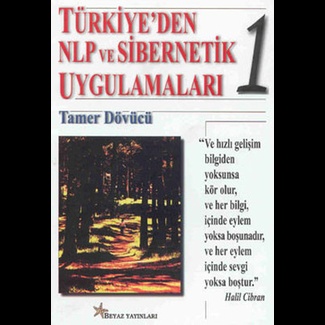 TÜRKİYE'DEN
NLP VE SİBERNETİK
UYGULAMALARI
1
Tamer Dövücü
"Ve hızlı gelişim
bilgiden
yoksunsa
kör olur,
ve her bilgi,
içinde eylem
yoksa boşunadır,
ve her eylem
içinde sevgi
yoksa boştur."
Halil Cibran
BEYAZ YAYINLARI